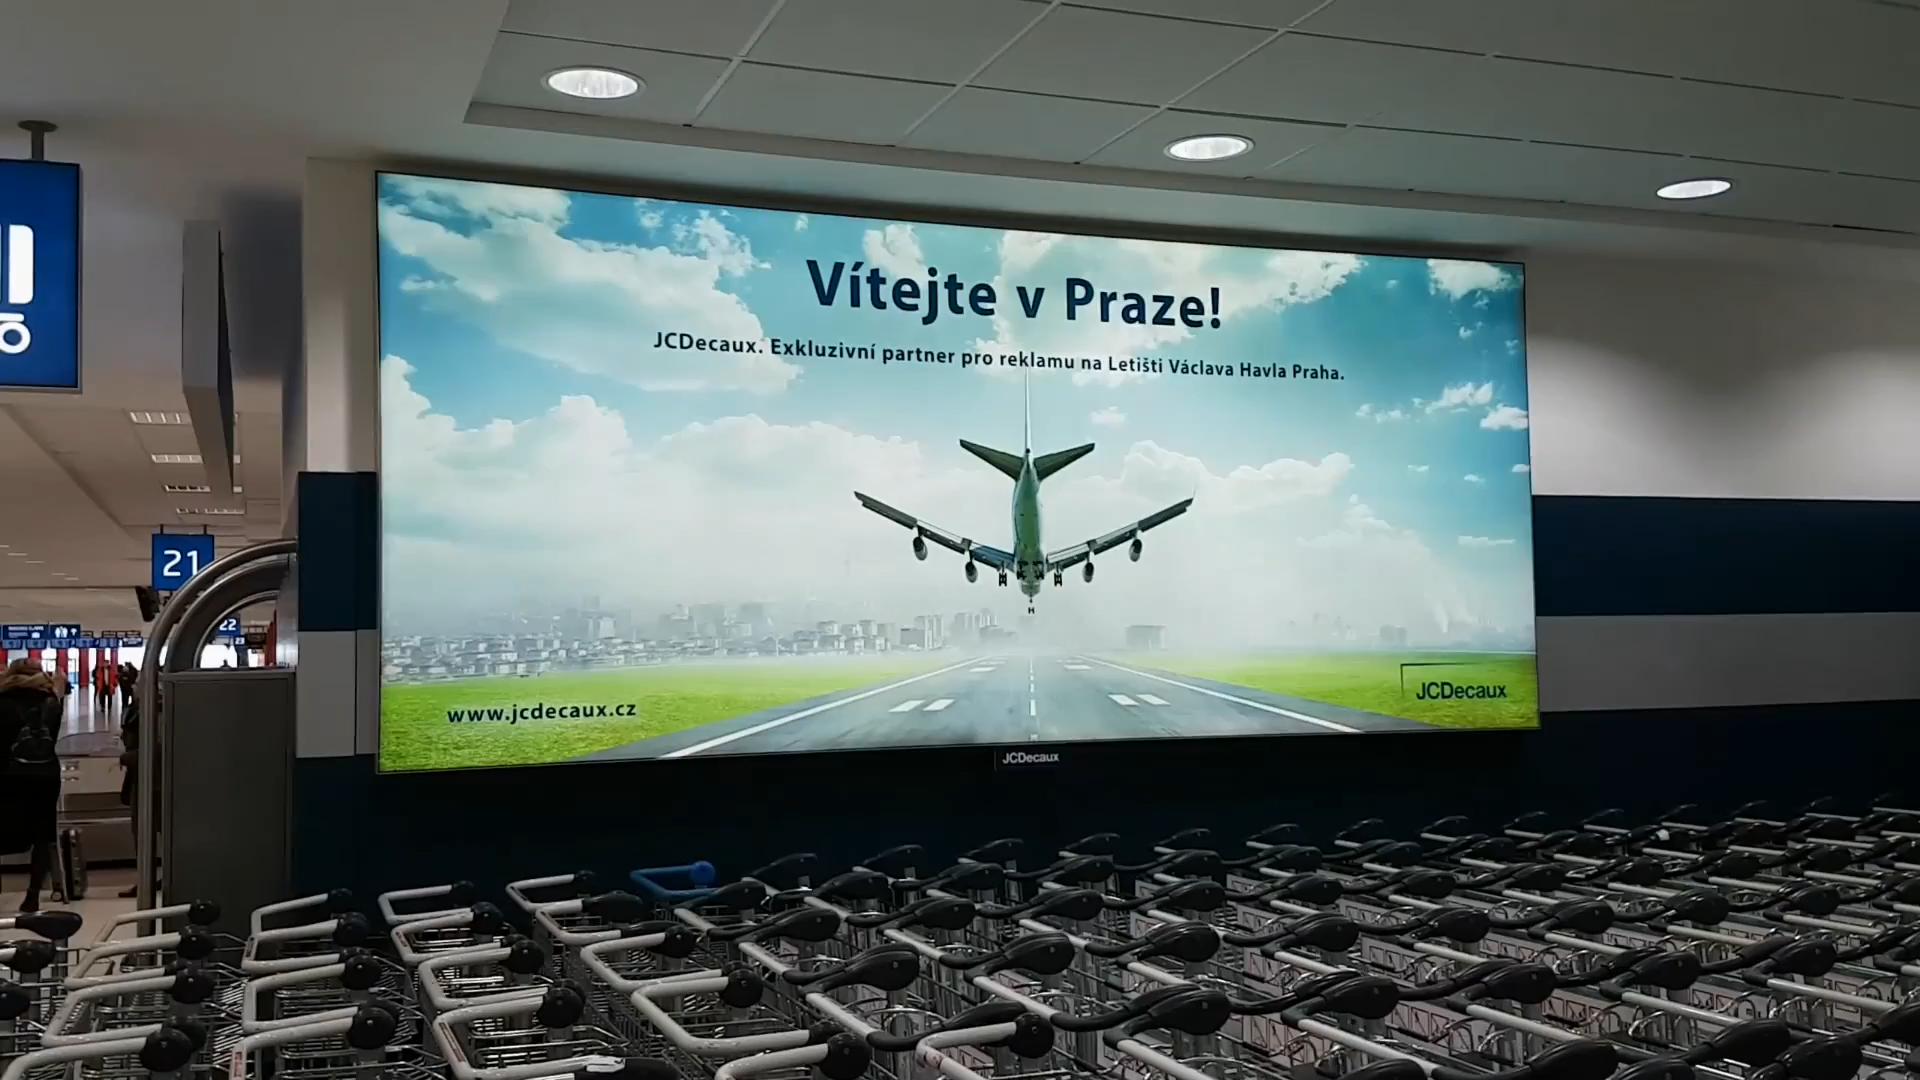 Vítejte v Praze!
JCDecaux. Exkluzivní partner pro reklamu na Letišti Václava Havla Praha.
21
22
23
www.jcdecaux.cz
JCDecaux
JCDecaux